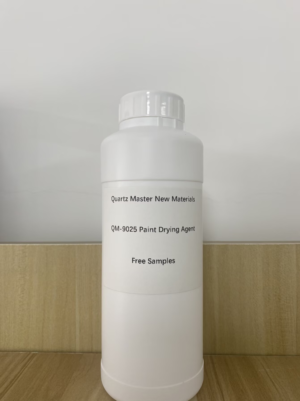 Quartz Master New Materials
QM-9025 Paint Drying Agent
Free Samples